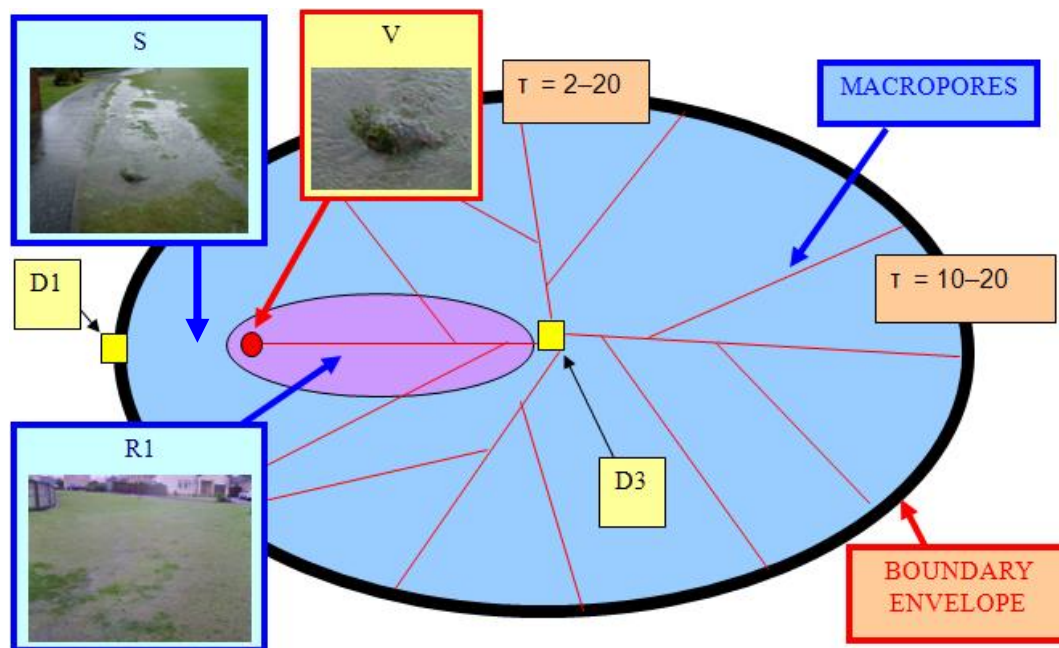 S
V
τ = 2–20
MACROPORES
D1
τ = 10–20
R1
D3
BOUNDARY
ENVELOPE